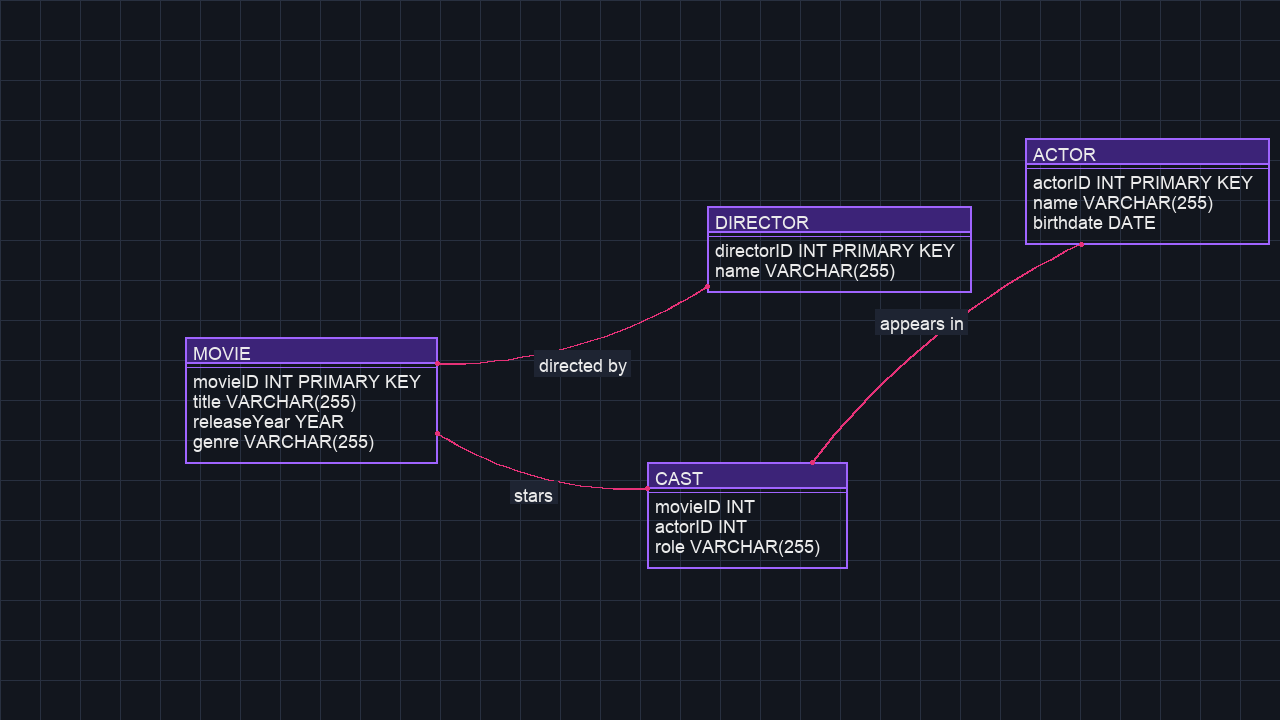 ACTOR
actorID INT PRIMARY KEY
name VARCHAR(255)
birthdate DATE
DIRECTOR
directorID INT PRIMARY KEY
name VARCHAR(255)
appears in
directed by
MOVIE
movieID INT PRIMARY KEY
title VARCHAR(255)
releaseYear YEAR
genre VARCHAR(255)
stars
CAST
movieID INT
actorID INT
role VARCHAR(255)